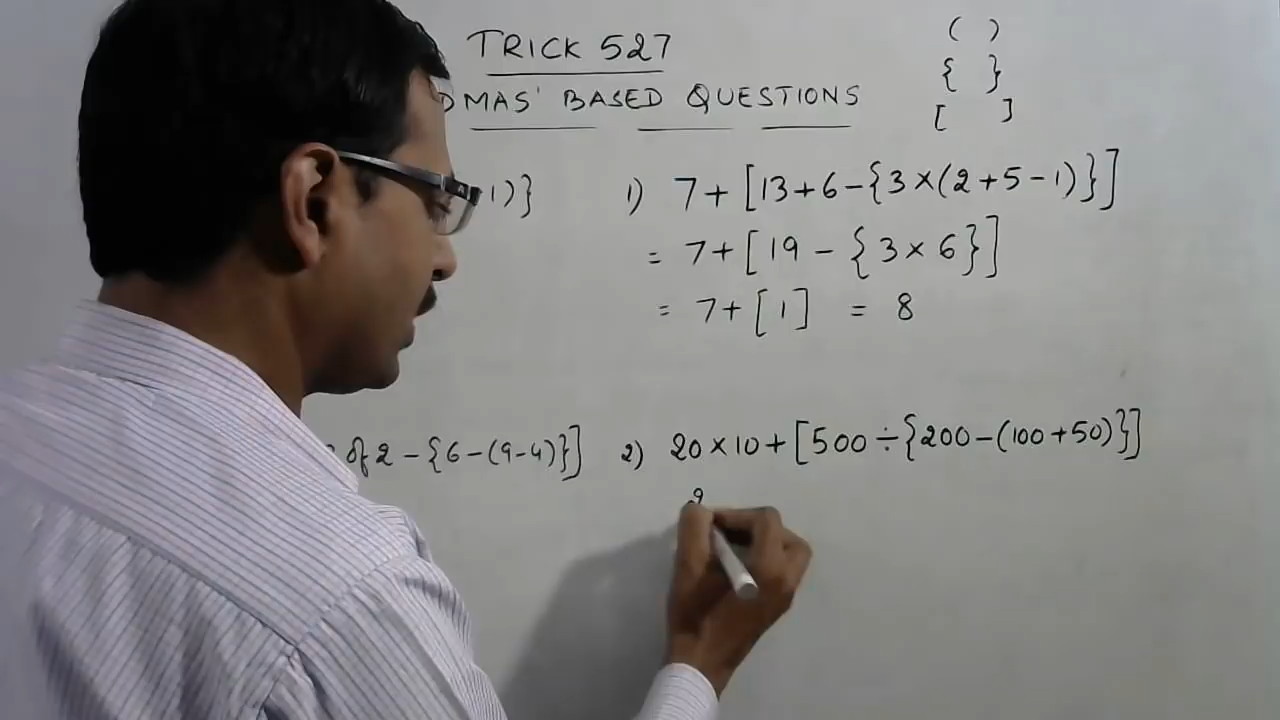 TRICK 527
DMAS' BASED QUESTIONS
( )
{ }
[ ]
1)}
1) 7+[13+6-{3×(2+5-1)}]
= 7+[19-{3×6}]
= 7+[1] = 8
of 2-{6-(9-4)}]
2) 20×10+[500÷{200-(100+50)}]